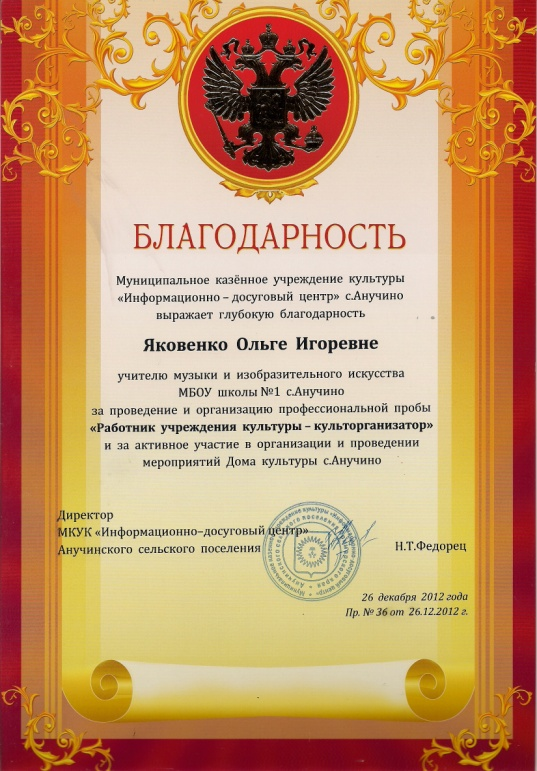 БЛАГОДАРНОСТЬ
Муниципальное казённое учреждение культуры
«Информационно – досуговый центр» с.Анучино
выражает глубокую благодарность
Яковенко Ольге Игоревне
учителю музыки и изобразительного искусства
МБОУ школы №1 с.Анучино
за проведение и организацию профессиональной пробы
«Работник учреждения культуры – культорганизатор»
и за активное участие в организации и проведении
мероприятий Дома культуры с.Анучино
Директор
МКУК «Информационно–досуговый центр»
Анучинского сельского поселения Н.Т.Федорец
26 декабря 2012 года
Пр. № 36 от 26.12.2012 г.